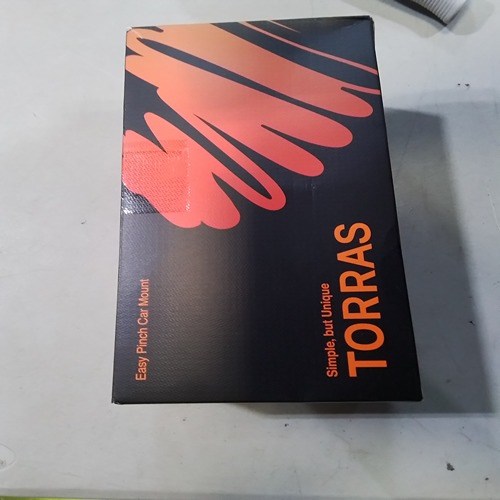 Easy Pinch Car Mount
Simple, but Unique
TORRAS